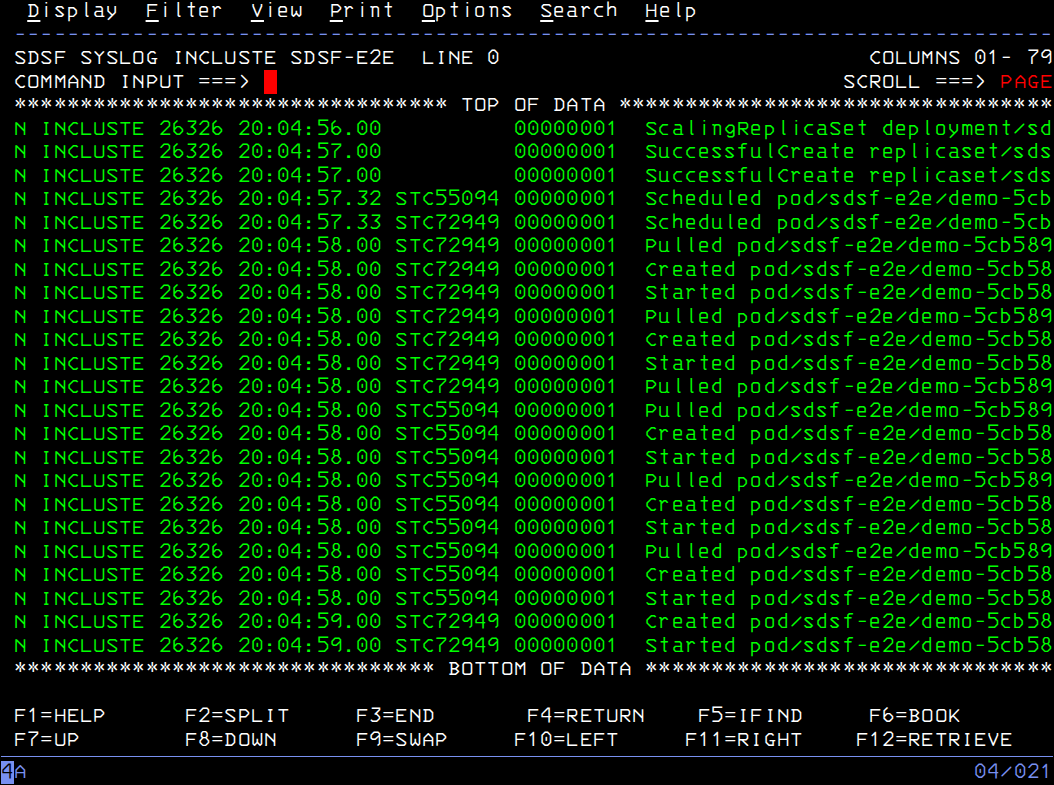 Display Filter View Print Options Search Help
--------------------------------------------------------------------------------
SDSF SYSLOG INCLUSTE SDSF-E2E LINE 0 COLUMNS 01- 79
COMMAND INPUT ===> SCROLL ===> PAGE
********************************* TOP OF DATA *********************************
N INCLUSTE 26326 20:04:56.00 00000001 ScalingReplicaSet deployment/sd
N INCLUSTE 26326 20:04:57.00 00000001 SuccessfulCreate replicaset/sds
N INCLUSTE 26326 20:04:57.00 00000001 SuccessfulCreate replicaset/sds
N INCLUSTE 26326 20:04:57.32 STC55094 00000001 Scheduled pod/sdsf-e2e/demo-5cb
N INCLUSTE 26326 20:04:57.33 STC72949 00000001 Scheduled pod/sdsf-e2e/demo-5cb
N INCLUSTE 26326 20:04:58.00 STC72949 00000001 Pulled pod/sdsf-e2e/demo-5cb589
N INCLUSTE 26326 20:04:58.00 STC72949 00000001 Created pod/sdsf-e2e/demo-5cb58
N INCLUSTE 26326 20:04:58.00 STC72949 00000001 Started pod/sdsf-e2e/demo-5cb58
N INCLUSTE 26326 20:04:58.00 STC72949 00000001 Pulled pod/sdsf-e2e/demo-5cb589
N INCLUSTE 26326 20:04:58.00 STC72949 00000001 Created pod/sdsf-e2e/demo-5cb58
N INCLUSTE 26326 20:04:58.00 STC72949 00000001 Started pod/sdsf-e2e/demo-5cb58
N INCLUSTE 26326 20:04:58.00 STC72949 00000001 Pulled pod/sdsf-e2e/demo-5cb589
N INCLUSTE 26326 20:04:58.00 STC55094 00000001 Pulled pod/sdsf-e2e/demo-5cb589
N INCLUSTE 26326 20:04:58.00 STC55094 00000001 Created pod/sdsf-e2e/demo-5cb58
N INCLUSTE 26326 20:04:58.00 STC55094 00000001 Started pod/sdsf-e2e/demo-5cb58
N INCLUSTE 26326 20:04:58.00 STC55094 00000001 Pulled pod/sdsf-e2e/demo-5cb589
N INCLUSTE 26326 20:04:58.00 STC55094 00000001 Created pod/sdsf-e2e/demo-5cb58
N INCLUSTE 26326 20:04:58.00 STC55094 00000001 Started pod/sdsf-e2e/demo-5cb58
N INCLUSTE 26326 20:04:58.00 STC55094 00000001 Pulled pod/sdsf-e2e/demo-5cb589
N INCLUSTE 26326 20:04:58.00 STC55094 00000001 Created pod/sdsf-e2e/demo-5cb58
N INCLUSTE 26326 20:04:58.00 STC55094 00000001 Started pod/sdsf-e2e/demo-5cb58
N INCLUSTE 26326 20:04:59.00 STC72949 00000001 Created pod/sdsf-e2e/demo-5cb58
N INCLUSTE 26326 20:04:59.00 STC72949 00000001 Started pod/sdsf-e2e/demo-5cb58
******************************** BOTTOM OF DATA *******************************
F1=HELP F2=SPLIT F3=END F4=RETURN F5=IFIND F6=BOOK
F7=UP F8=DOWN F9=SWAP F10=LEFT F11=RIGHT F12=RETRIEVE
4A 04/021